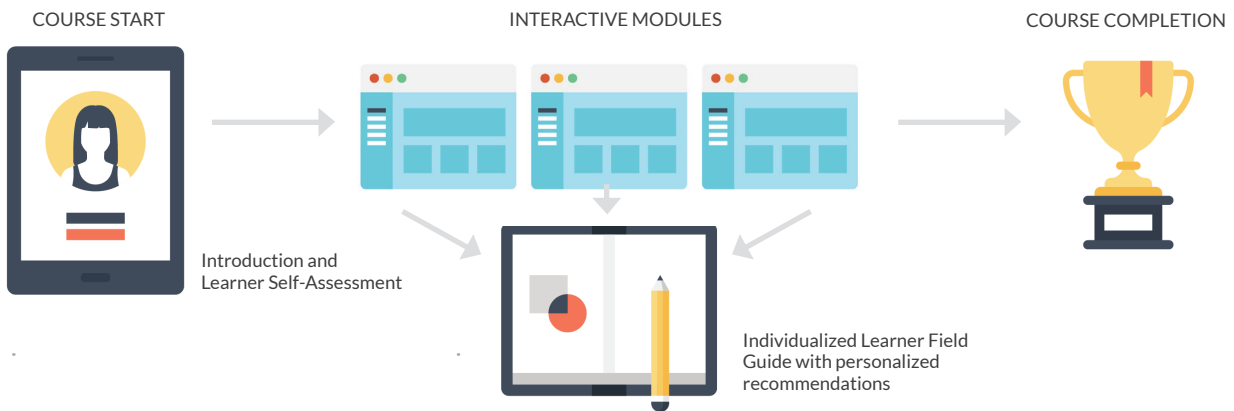 COURSE START
INTERACTIVE MODULES
COURSE COMPLETION
Introduction and
Learner Self-Assessment
Individualized Learner Field
Guide with personalized
recommendations